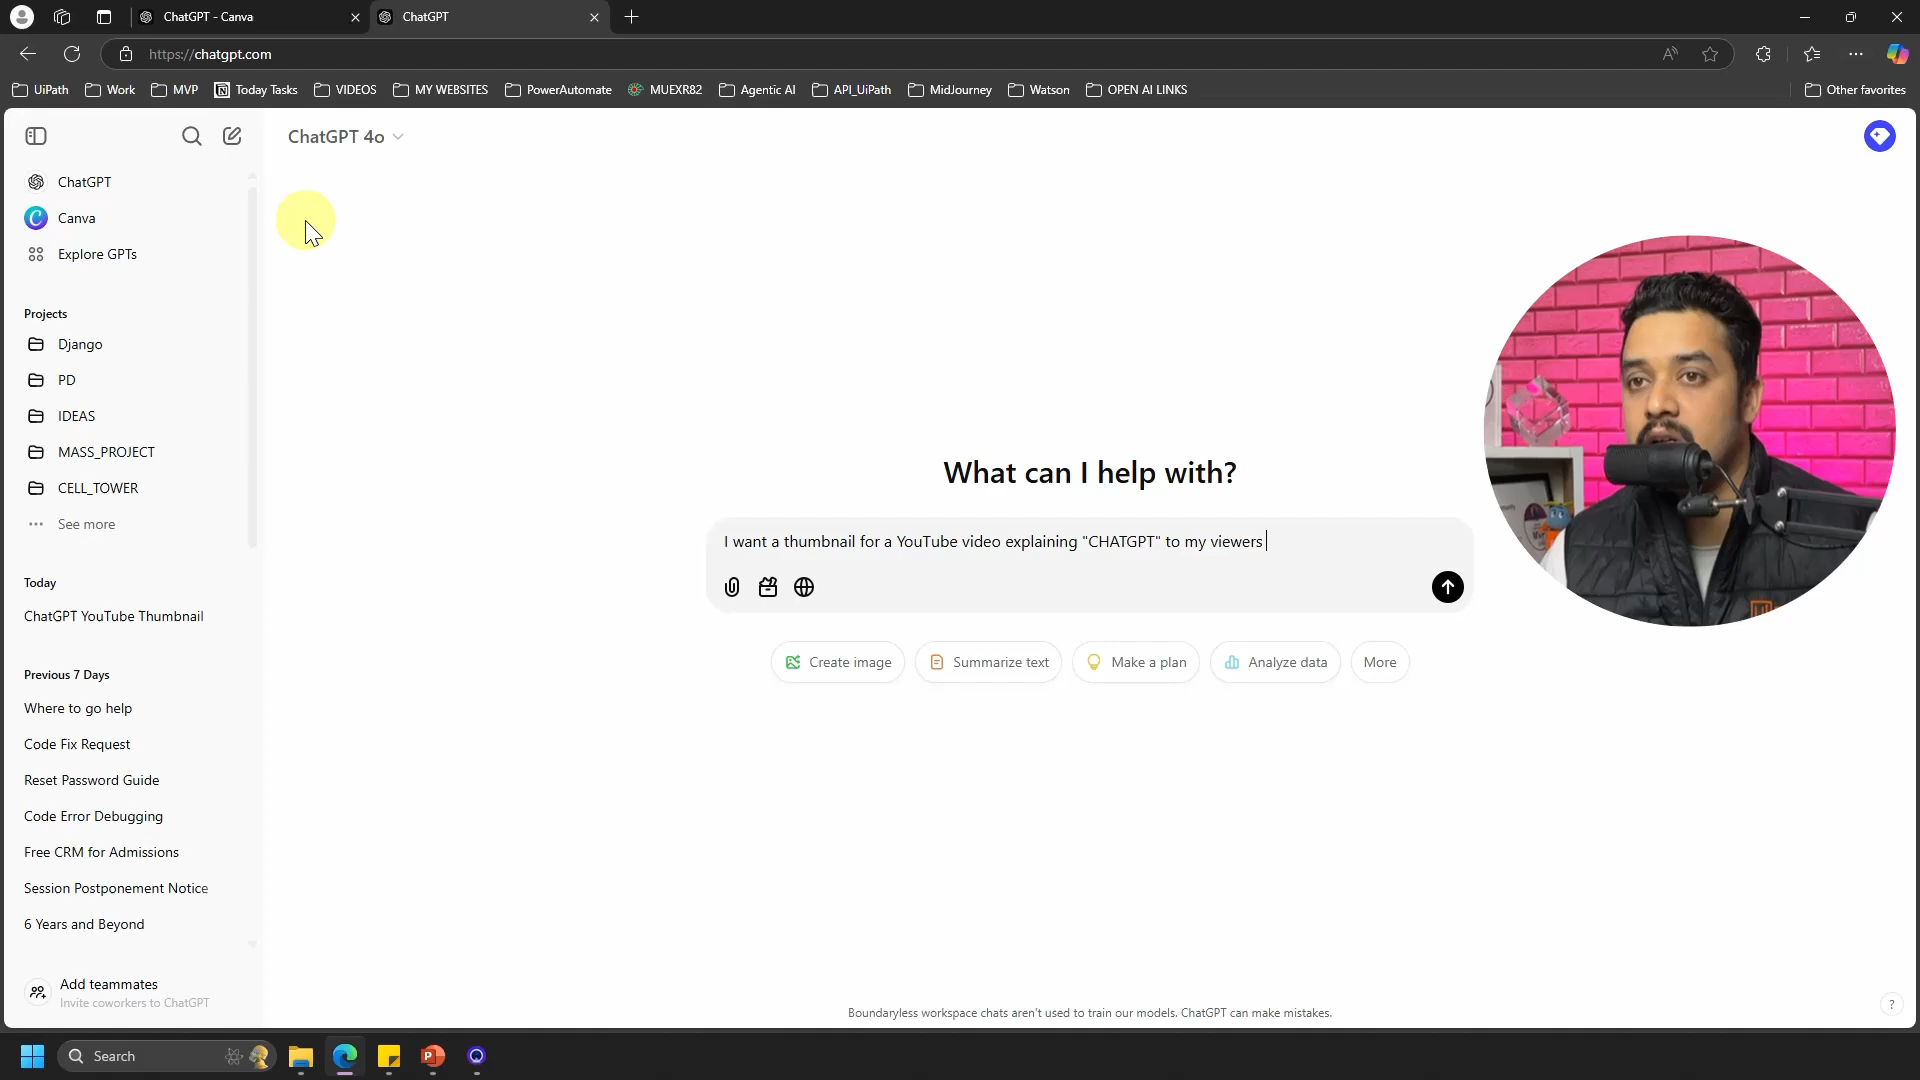 ChatGPT - Canva
ChatGPT
https://chatgpt.com
UiPath
Work
MVP
Today Tasks
VIDEOS
MY WEBSITES
PowerAutomate
MUEXR82
Agentic AI
API_UiPath
MidJourney
Watson
OPEN AI LINKS
Other favorites
ChatGPT 4o
ChatGPT
Canva
Explore GPTs
Projects
Django
PD
IDEAS
MASS_PROJECT
CELL_TOWER
See more
Today
ChatGPT YouTube Thumbnail
Previous 7 Days
Where to go help
Code Fix Request
Reset Password Guide
Code Error Debugging
Free CRM for Admissions
Session Postponement Notice
6 Years and Beyond
Add teammates
Invite coworkers to ChatGPT
What can I help with?
I want a thumbnail for a YouTube video explaining "CHATGPT" to my viewers
Create image
Summarize text
Make a plan
Analyze data
More
Boundaryless workspace chats aren't used to train our models. ChatGPT can make mistakes.
?
Search